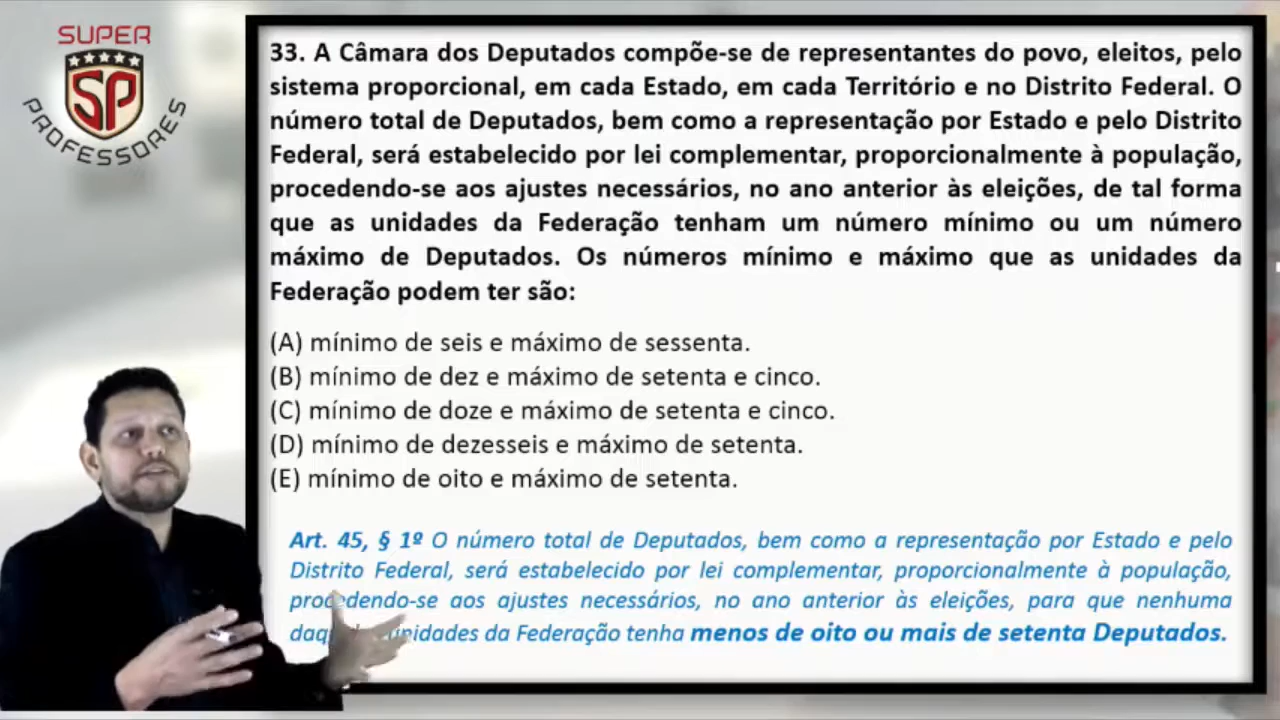 SUPER
SP
PROFESSORES
33. A Câmara dos Deputados compõe-se de representantes do povo, eleitos, pelo
sistema proporcional, em cada Estado, em cada Território e no Distrito Federal. O
número total de Deputados, bem como a representação por Estado e pelo Distrito
Federal, será estabelecido por lei complementar, proporcionalmente à população,
procedendo-se aos ajustes necessários, no ano anterior às eleições, de tal forma
que as unidades da Federação tenham um número mínimo ou um número
máximo de Deputados. Os números mínimo e máximo que as unidades da
Federação podem ter são:
(A) mínimo de seis e máximo de sessenta.
(B) mínimo de dez e máximo de setenta e cinco.
(C) mínimo de doze e máximo de setenta e cinco.
(D) mínimo de dezesseis e máximo de setenta.
(E) mínimo de oito e máximo de setenta.
Art. 45, § 1º O número total de Deputados, bem como a representação por Estado e pelo
Distrito Federal, será estabelecido por lei complementar, proporcionalmente à população,
procedendo-se aos ajustes necessários, no ano anterior às eleições, para que nenhuma
unidades da Federação tenha menos de oito ou mais de setenta Deputados.